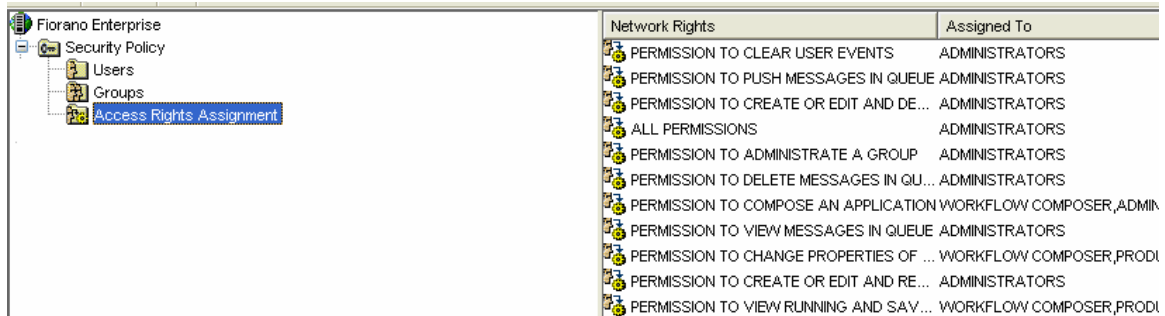 Fiorano Enterprise
Security Policy
Users
Groups
Access Rights Assignment
Network Rights Assigned To
PERMISSION TO CLEAR USER EVENTS ADMINISTRATORS
PERMISSION TO PUSH MESSAGES IN QUEUE ADMINISTRATORS
PERMISSION TO CREATE OR EDIT AND DE... ADMINISTRATORS
ALL PERMISSIONS ADMINISTRATORS
PERMISSION TO ADMINISTRATE A GROUP ADMINISTRATORS
PERMISSION TO DELETE MESSAGES IN QU... ADMINISTRATORS
PERMISSION TO COMPOSE AN APPLICATION WORKFLOW COMPOSER,ADMIN
PERMISSION TO VIEW MESSAGES IN QUEUE ADMINISTRATORS
PERMISSION TO CHANGE PROPERTIES OF ... WORKFLOW COMPOSER,PRODU
PERMISSION TO CREATE OR EDIT AND RE... ADMINISTRATORS
PERMISSION TO VIEW RUNNING AND SAV... WORKFLOW COMPOSER,PRODU